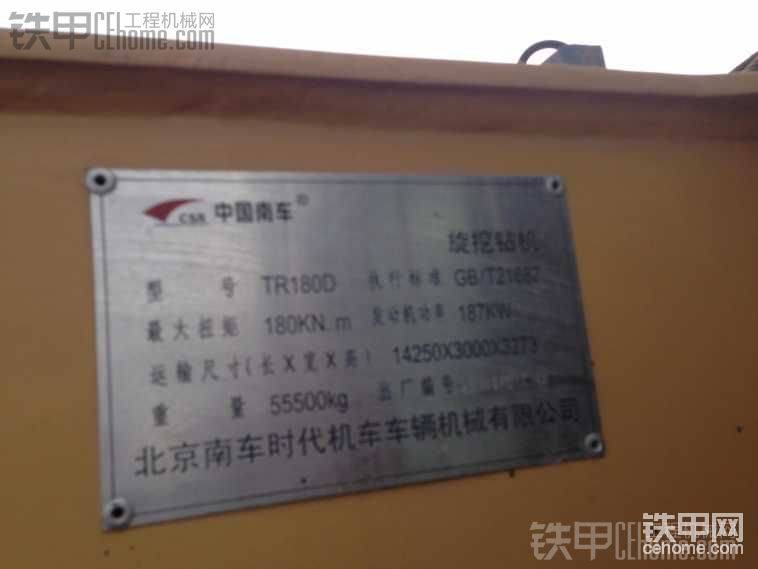 铁甲 工程机械网
CEhome.com
CSR 中国南车®
旋挖钻机
型 号 TR180D 执行标准 GB/T21682
最大扭矩 180KN.m 发动机功率 187KW
运输尺寸(长X宽X高) 14250X3000X3273
重 量 55500kg 出厂编号
北京南车时代机车车辆机械有限公司
铁甲 CEhome.com
铁甲网
cehome.com